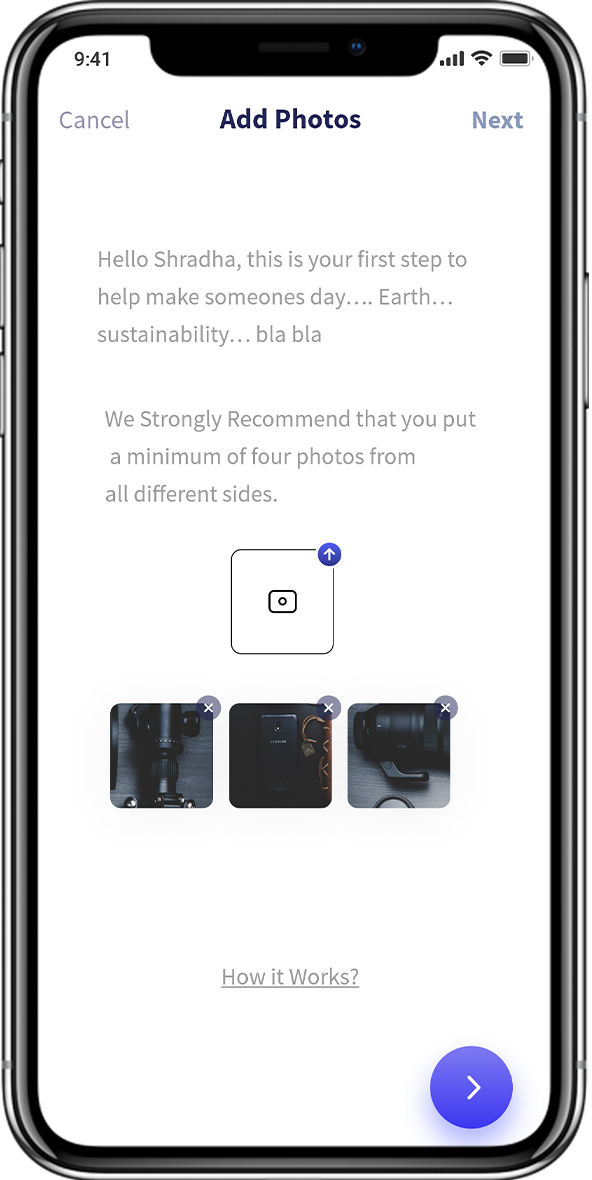 9:41
Cancel
Add Photos
Next
Hello Shradha, this is your first step to
help make someones day…. Earth…
sustainability… bla bla
We Strongly Recommend that you put
a minimum of four photos from
all different sides.
How it Works?